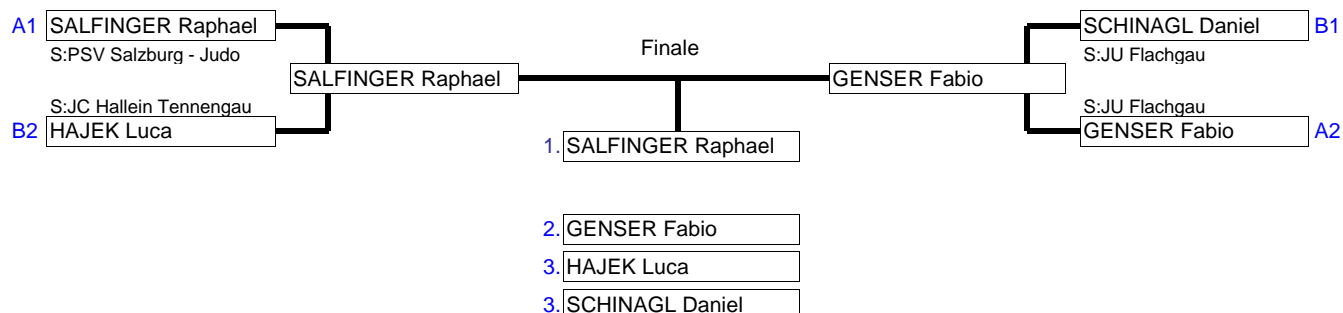 A1 SALFINGER Raphael
S:PSV Salzburg - Judo
SCHINAGL Daniel B1
S:JU Flachgau
Finale
SALFINGER Raphael
GENSER Fabio
S:JC Hallein Tennengau
B2 HAJEK Luca
S:JU Flachgau
GENSER Fabio A2
1. SALFINGER Raphael
2. GENSER Fabio
3. HAJEK Luca
3. SCHINAGL Daniel